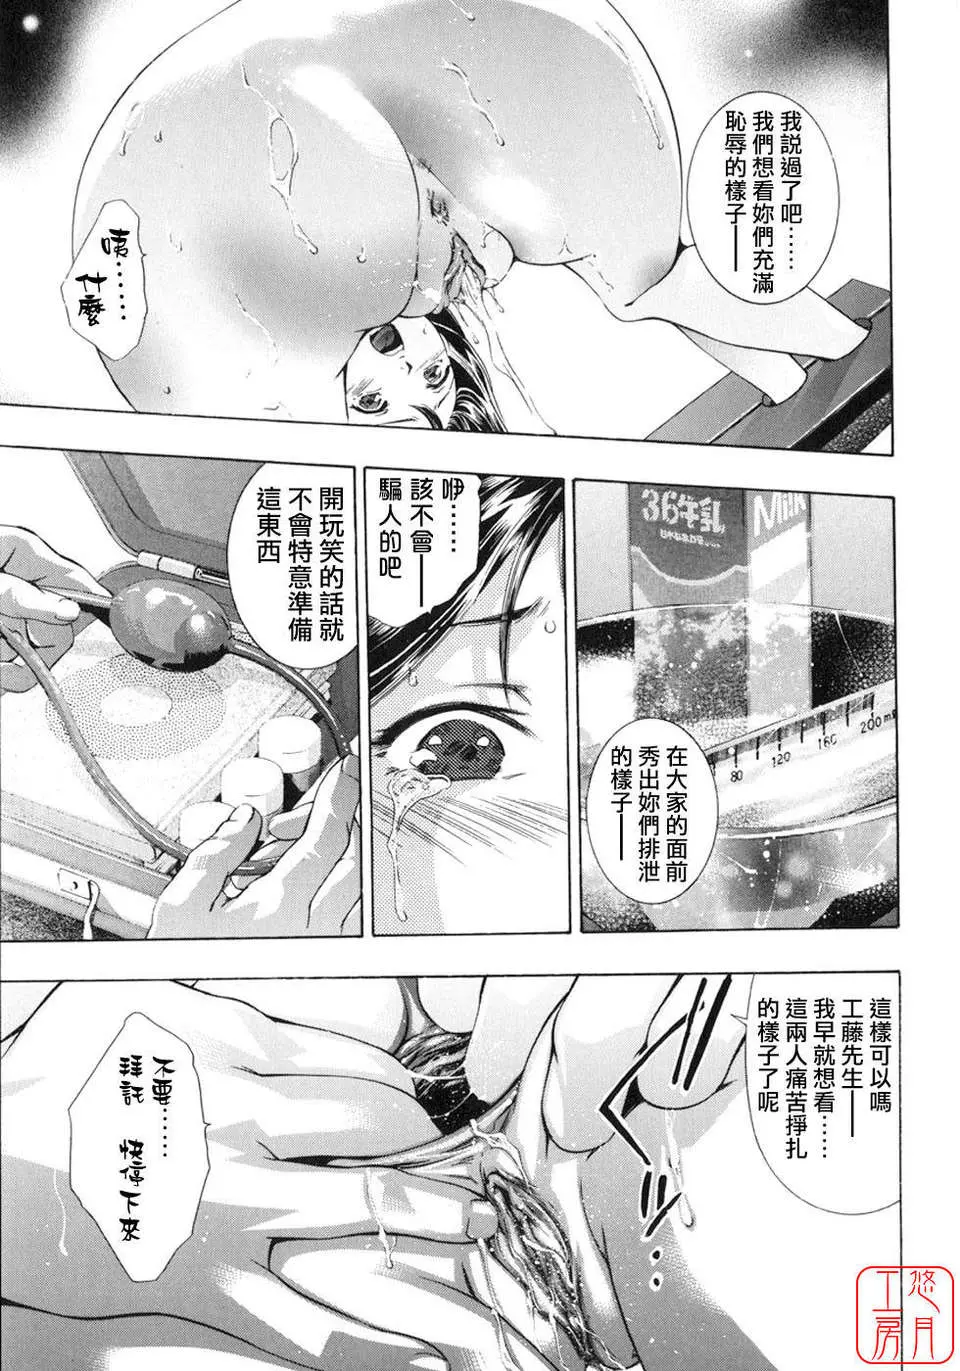 我說過了吧……
我們想看妳們充滿
恥辱的樣子——
咦……
什麼
36牛乳
Milk
80
120
160
200ml
在大家的面前
秀出妳們排泄
的樣子——
咿……
該不會——
騙人的吧
開玩笑的話就
不會特意準備
這東西
這樣可以嗎
工藤先生——
我早就想看……
這兩人痛苦掙扎
的樣子了呢
不要……
拜託
快停下來
悠月
工房